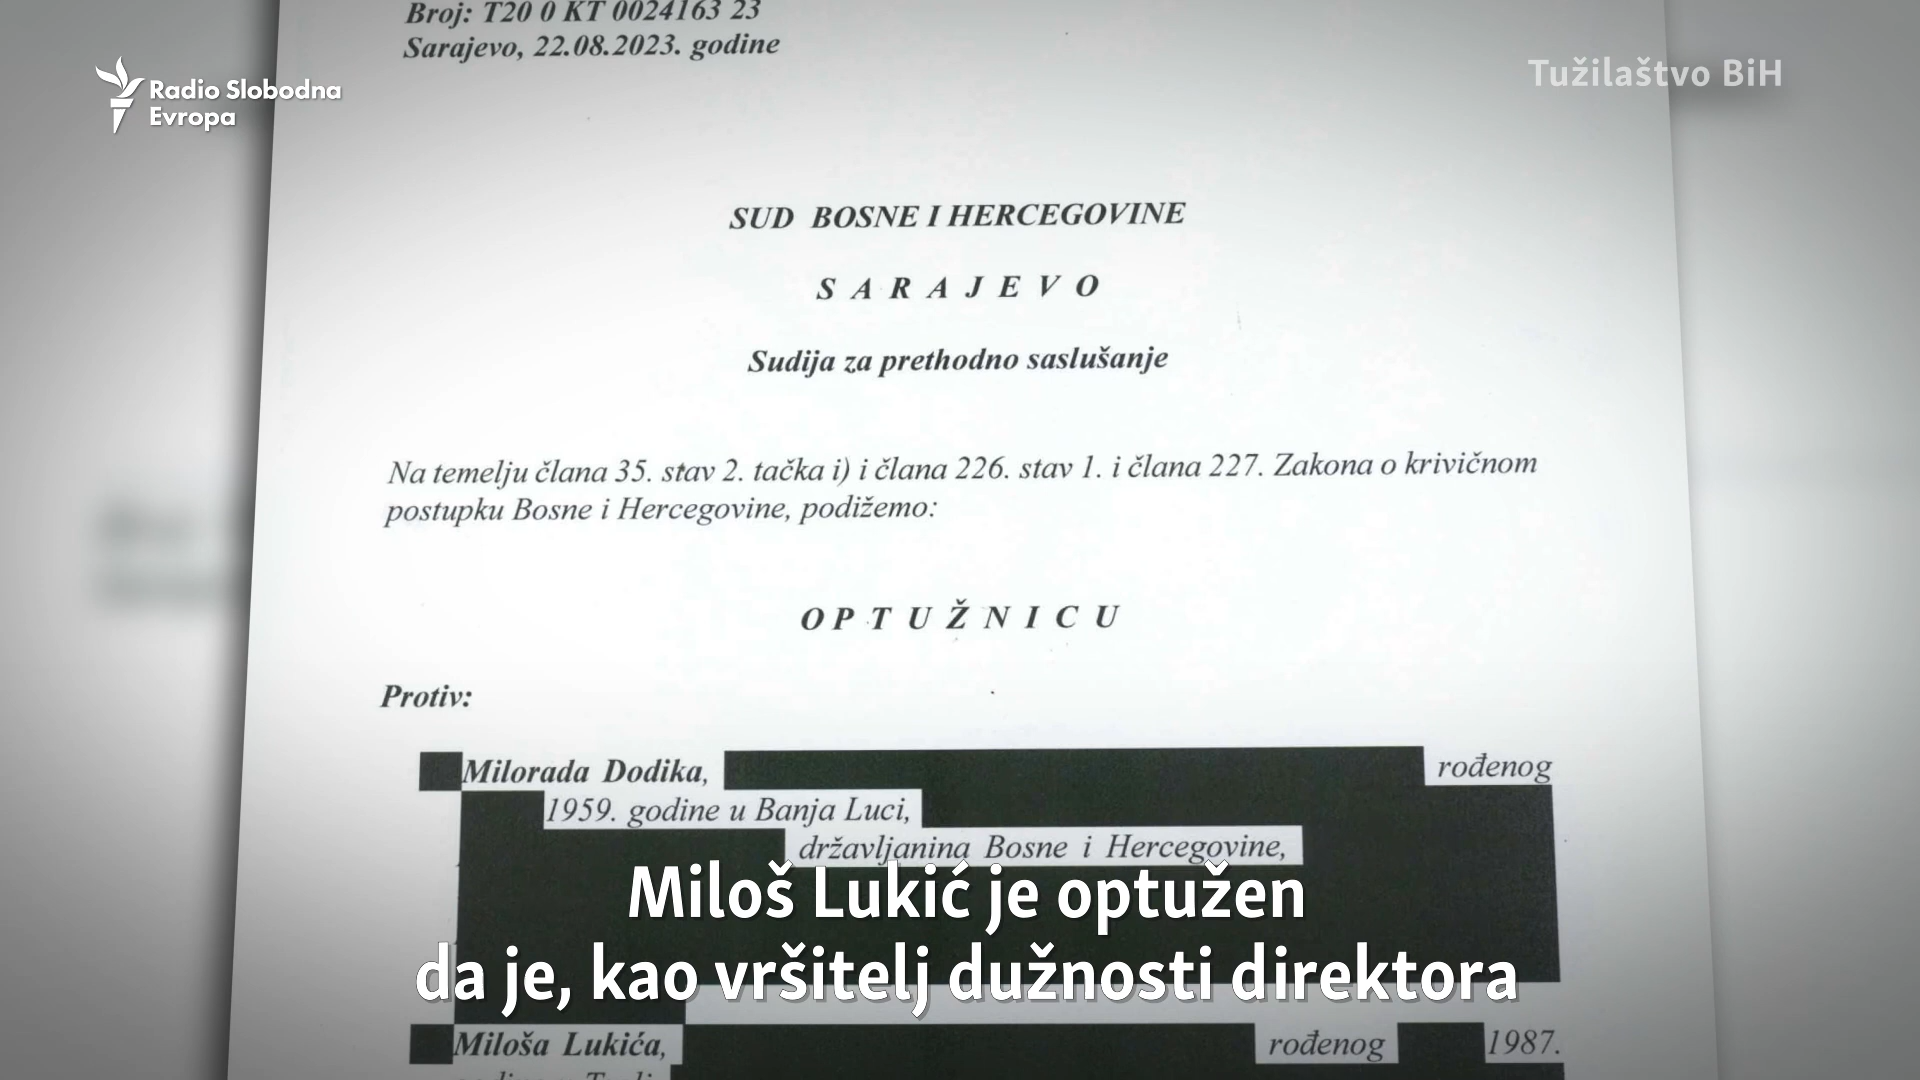 Broj: T20 0 KT 0024163 23
Sarajevo, 22.08.2023. godine
Radio Slobodna
Evropa
Tužilaštvo BiH
SUD BOSNE I HERCEGOVINE
S A R A J E V O
Sudija za prethodno saslušanje
Na temelju člana 35. stav 2. tačka i) i člana 226. stav 1. i člana 227. Zakona o krivičnom
postupku Bosne i Hercegovine, podižemo:
O P T U Ž N I C U
Protiv:
Milorada Dodika, rođenog
1959. godine u Banja Luci,
državljanina Bosne i Hercegovine,
Miloš Lukić je optužen
da je, kao vršitelj dužnosti direktora
Miloša Lukića, rođenog 1987.